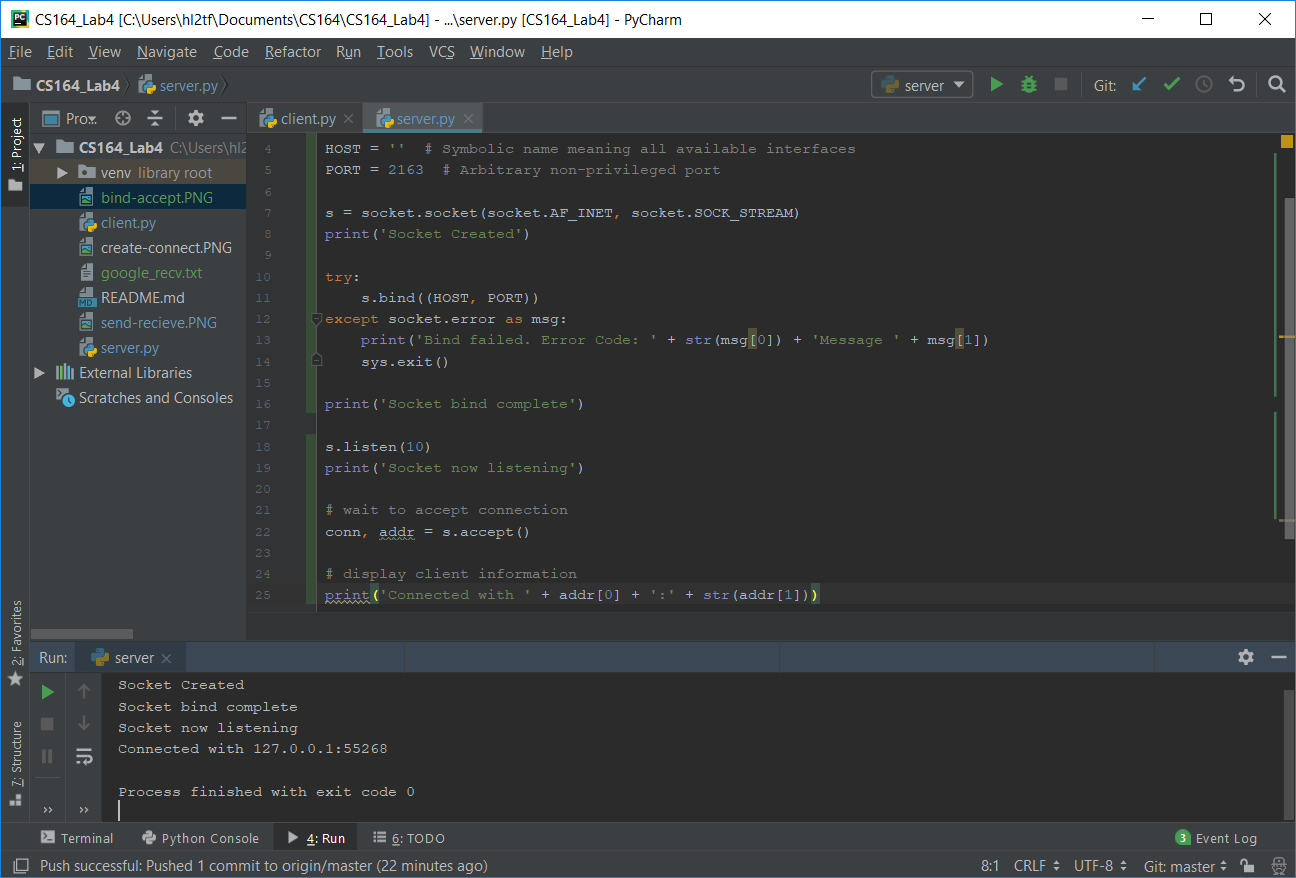 CS164_Lab4 [C:\Users\hl2tf\Documents\CS164\CS164_Lab4] - ...\server.py [CS164_Lab4] - PyCharm
File Edit View Navigate Code Refactor Run Tools VCS Window Help
CS164_Lab4 server.py server Git:
1: Project
Pro client.py server.py
CS164_Lab4 C:\Users\hl2
venv library root
bind-accept.PNG
client.py
create-connect.PNG
google_recv.txt
README.md
send-recieve.PNG
server.py
External Libraries
Scratches and Consoles
4 HOST = '' # Symbolic name meaning all available interfaces
5 PORT = 2163 # Arbitrary non-privileged port
6
7 s = socket.socket(socket.AF_INET, socket.SOCK_STREAM)
8 print('Socket Created')
9
10 try:
11 s.bind((HOST, PORT))
12 except socket.error as msg:
13 print('Bind failed. Error Code: ' + str(msg[0]) + 'Message ' + msg[1])
14 sys.exit()
15
16 print('Socket bind complete')
17
18 s.listen(10)
19 print('Socket now listening')
20
21 # wait to accept connection
22 conn, addr = s.accept()
23
24 # display client information
25 print('Connected with ' + addr[0] + ':' + str(addr[1]))
2: Favorites
7: Structure
Run: server
Socket Created
Socket bind complete
Socket now listening
Connected with 127.0.0.1:55268
Process finished with exit code 0
Terminal Python Console 4: Run 6: TODO 3 Event Log
Push successful: Pushed 1 commit to origin/master (22 minutes ago) 8:1 CRLF UTF-8 Git: master